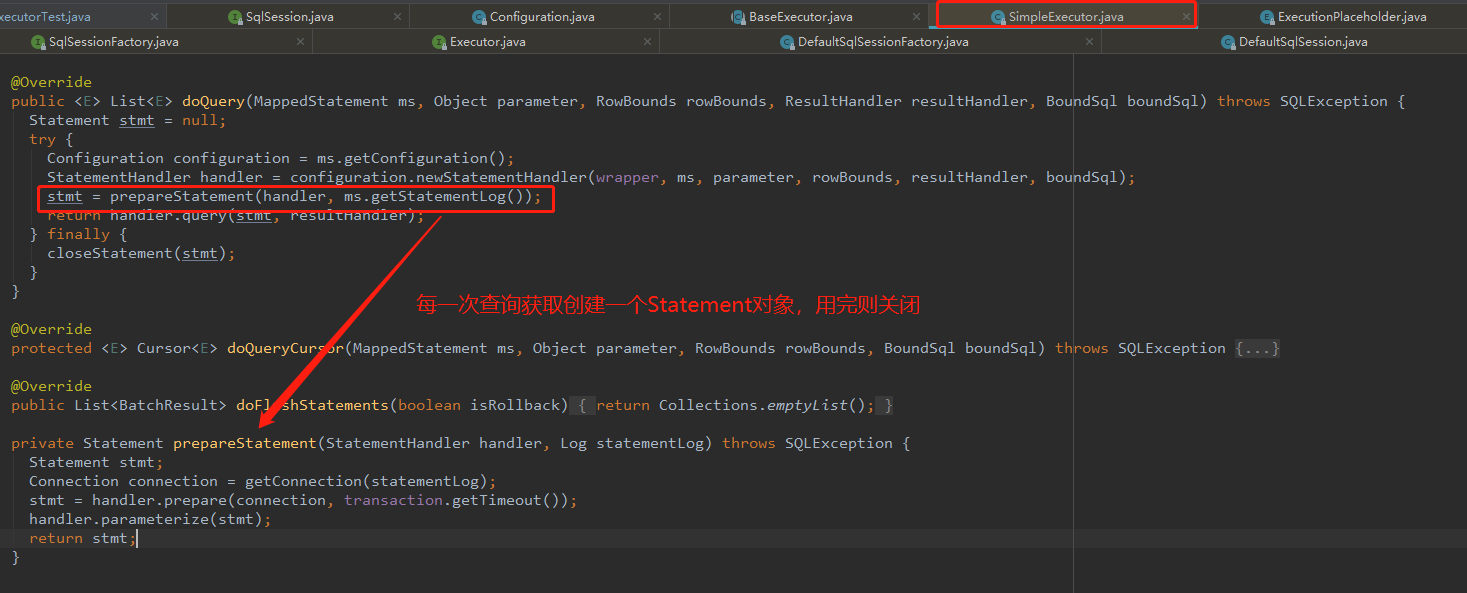 xecutorTest.java
SqlSession.java
Configuration.java
BaseExecutor.java
SimpleExecutor.java
ExecutionPlaceholder.java
SqlSessionFactory.java
Executor.java
DefaultSqlSessionFactory.java
DefaultSqlSession.java
@Override
public <E> List<E> doQuery(MappedStatement ms, Object parameter, RowBounds rowBounds, ResultHandler resultHandler, BoundSql boundSql) throws SQLException {
Statement stmt = null;
try {
Configuration configuration = ms.getConfiguration();
StatementHandler handler = configuration.newStatementHandler(wrapper, ms, parameter, rowBounds, resultHandler, boundSql);
stmt = prepareStatement(handler, ms.getStatementLog());
return handler.query(stmt, resultHandler);
} finally {
closeStatement(stmt);
}
}
每一次查询获取创建一个Statement对象，用完则关闭
@Override
protected <E> Cursor<E> doQueryCursor(MappedStatement ms, Object parameter, RowBounds rowBounds, BoundSql boundSql) throws SQLException {...}
@Override
public List<BatchResult> doFlushStatements(boolean isRollback) { return Collections.emptyList(); }
private Statement prepareStatement(StatementHandler handler, Log statementLog) throws SQLException {
Statement stmt;
Connection connection = getConnection(statementLog);
stmt = handler.prepare(connection, transaction.getTimeout());
handler.parameterize(stmt);
return stmt;
}